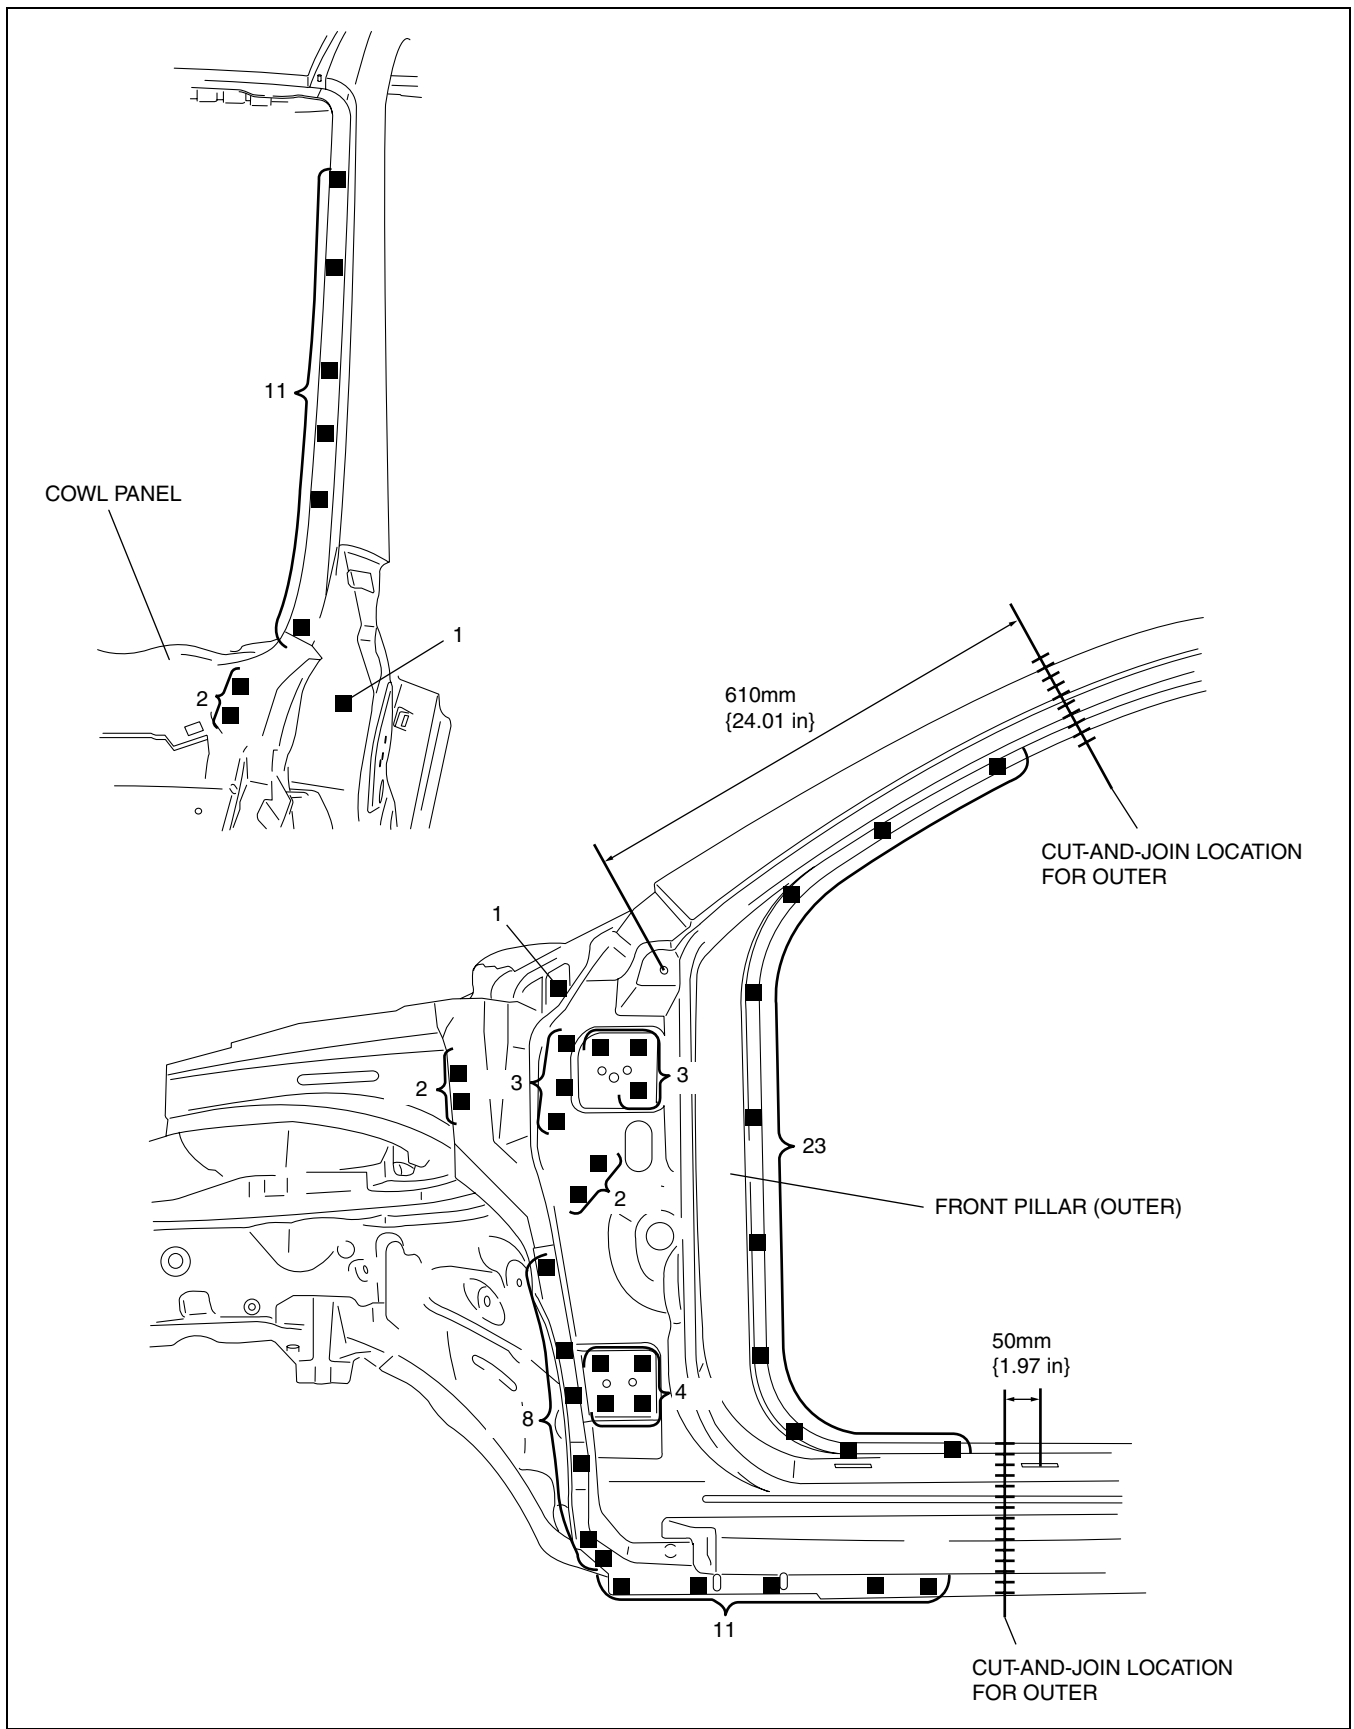 11
COWL PANEL
1
2
610mm
{24.01 in}
CUT-AND-JOIN LOCATION
FOR OUTER
1
2
3
3
23
2
FRONT PILLAR (OUTER)
50mm
{1.97 in}
4
8
11
CUT-AND-JOIN LOCATION
FOR OUTER